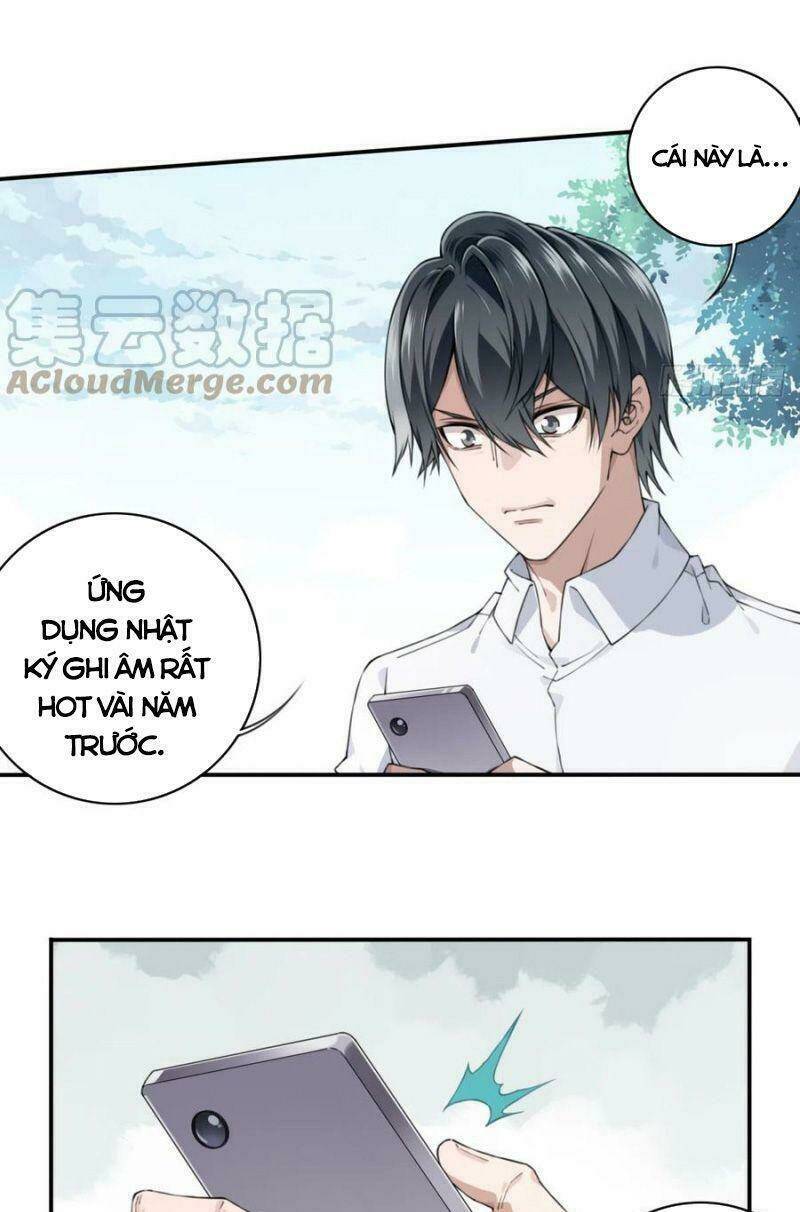 CÁI NÀY LÀ...
集云数据
ACloudMerge.com
ỨNG
DỤNG NHẬT
KÝ GHI ÂM RẤT
HOT VÀI NĂM
TRƯỚC.